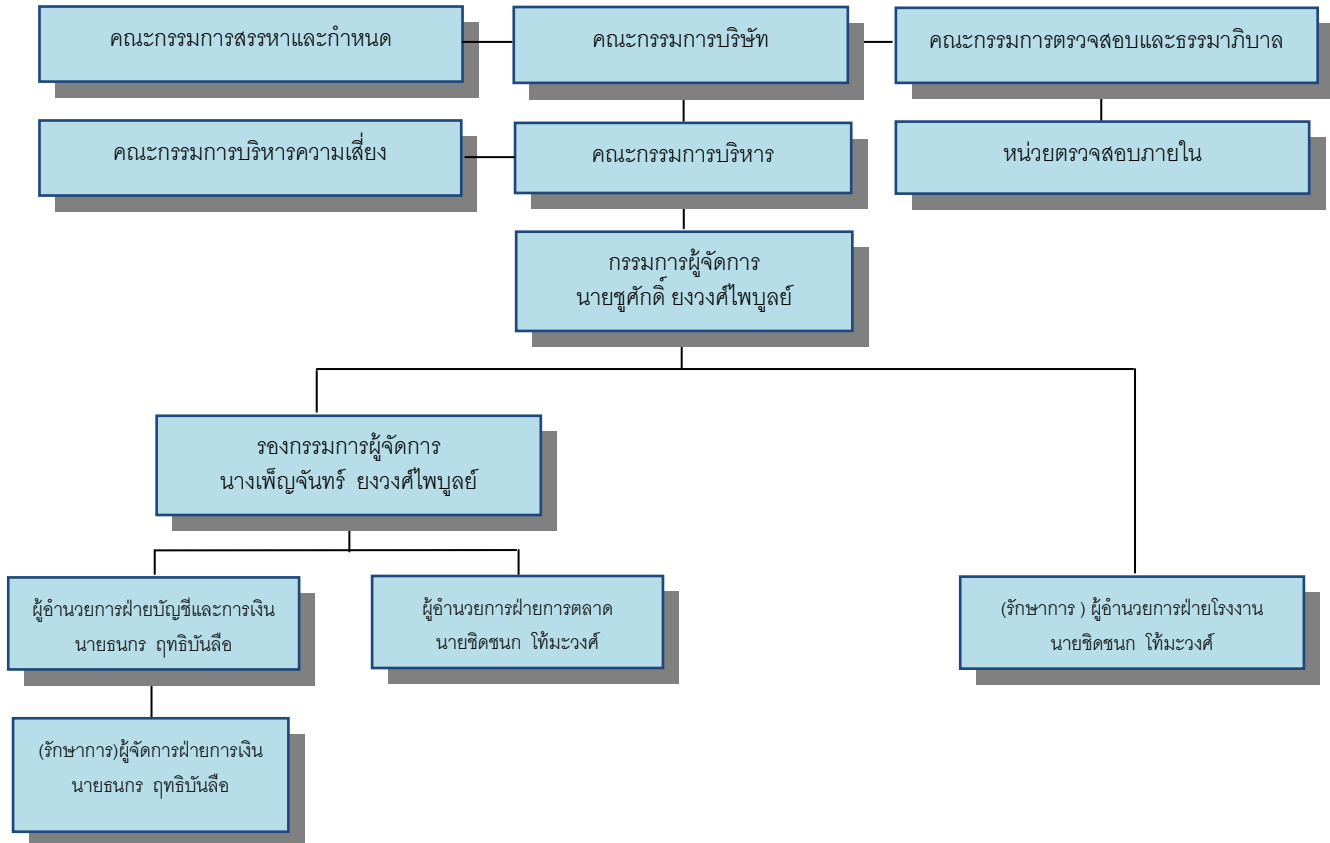 คณะกรรมการสรรหาและกำหนด
คณะกรรมการบริษัท
คณะกรรมการตรวจสอบและธรรมาภิบาล
คณะกรรมการบริหารความเสี่ยง
คณะกรรมการบริหาร
หน่วยตรวจสอบภายใน
กรรมการผู้จัดการ
นายชูศักดิ์ ยงวงศ์ไพบูลย์
รองกรรมการผู้จัดการ
นางเพ็ญจันทร์ ยงวงศ์ไพบูลย์
ผู้อำนวยการฝ่ายบัญชีและการเงิน
นายธนกร ฤทธิบันลือ
ผู้อำนวยการฝ่ายการตลาด
นายชิดชนก โท้มะวงศ์
(รักษาการ ) ผู้อำนวยการฝ่ายโรงงาน
นายชิดชนก โท้มะวงศ์
(รักษาการ)ผู้จัดการฝ่ายการเงิน
นายธนกร ฤทธิบันลือ